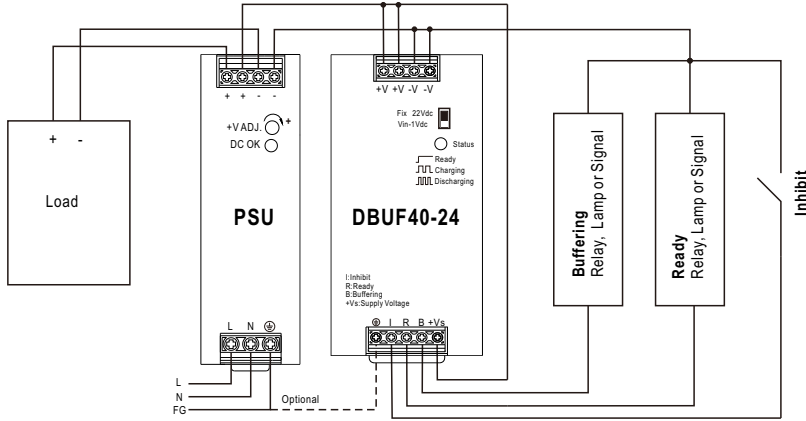 + -
Load
+ + - -
+V ADJ. +
DC OK
PSU
L N
L
N
FG
Optional
+V +V -V -V
Fix 22Vdc
Vin-1Vdc
Status
Ready
Charging
Discharging
DBUF40-24
I:Inhibit
R:Ready
B:Buffering
+Vs:Supply Voltage
I R B +Vs
Buffering
Relay, Lamp or Signal
Ready
Relay, Lamp or Signal
Inhibit